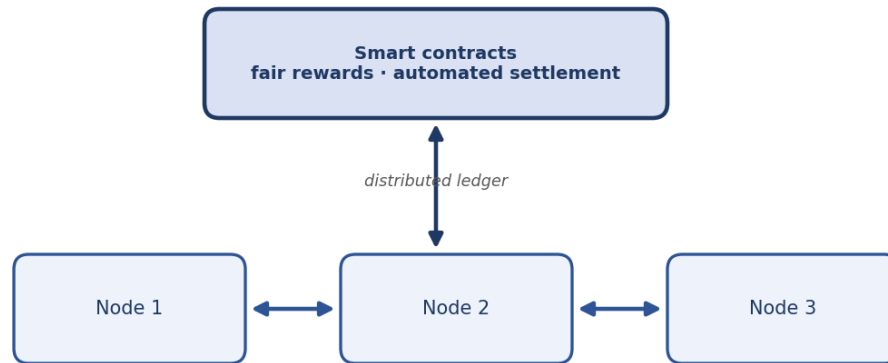 Smart contracts
fair rewards · automated settlement
distributed ledger
Node 1
Node 2
Node 3